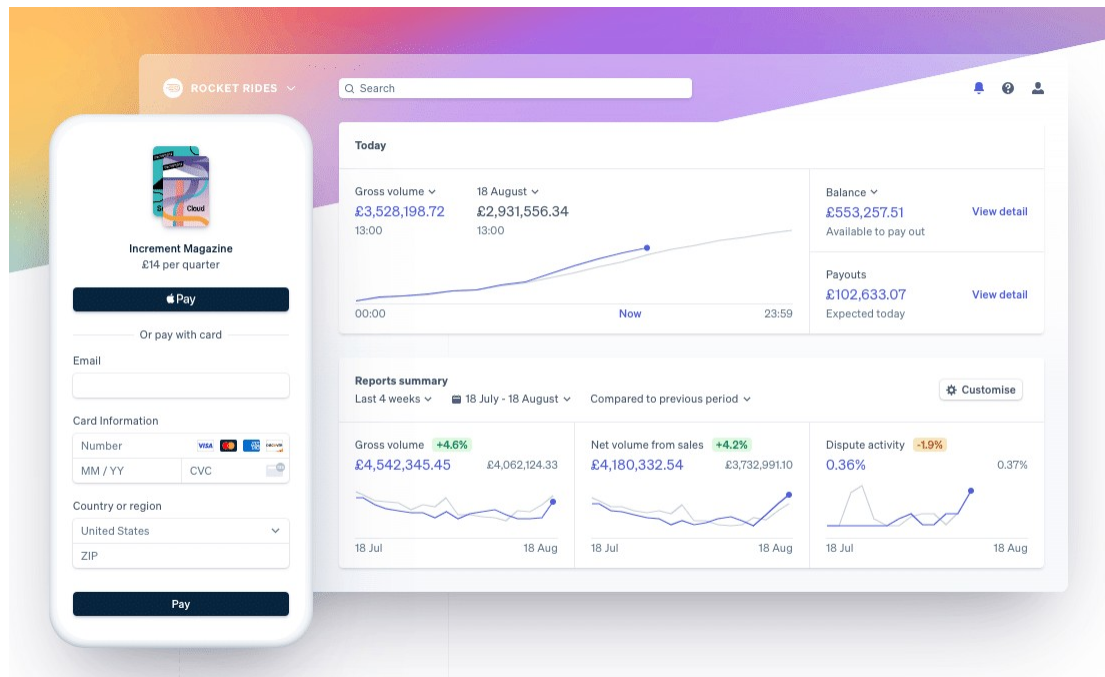 ROCKET RIDES
Search
Cloud
Increment Magazine
£14 per quarter
Pay
Or pay with card
Email
Card Information
Number
VISA
MM / YY
CVC
Country or region
United States
ZIP
Pay
Today
Gross volume
18 August
£3,528,198.72
£2,931,556.34
13:00
13:00
00:00
Now
23:59
Balance
£553,257.51
View detail
Available to pay out
Payouts
£102,633.07
View detail
Expected today
Reports summary
Last 4 weeks
18 July - 18 August
Compared to previous period
Customise
Gross volume +4.6%
£4,542,345.45
£4,062,124.33
18 Jul
18 Aug
Net volume from sales +4.2%
£4,180,332.54
£3,732,991.10
18 Jul
18 Aug
Dispute activity -1.9%
0.36%
0.37%
18 Jul
18 Aug